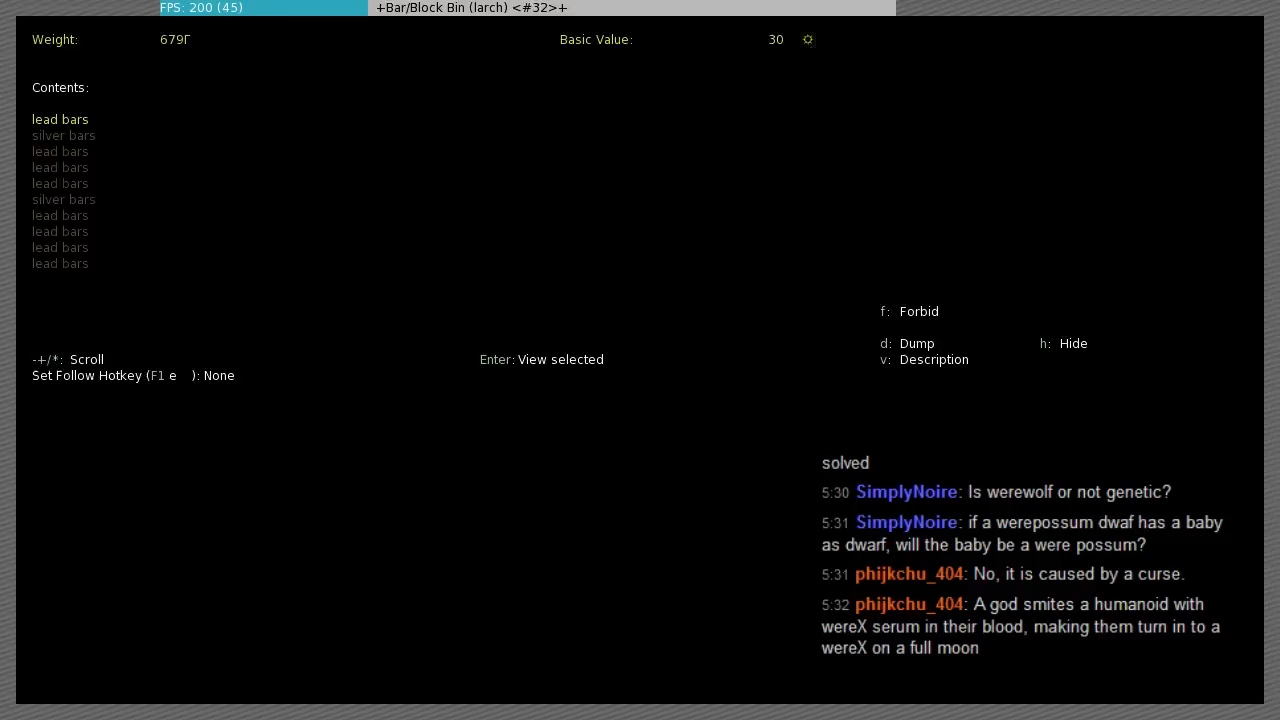 FPS: 200 (45) +Bar/Block Bin (larch) <#32>+
Weight: 679Γ Basic Value: 30 ☼
Contents:
lead bars
silver bars
lead bars
lead bars
lead bars
silver bars
lead bars
lead bars
lead bars
lead bars
f: Forbid
d: Dump h: Hide
-+/*: Scroll Enter: View selected v: Description
Set Follow Hotkey (F1 e ): None
solved
5:30 SimplyNoire: Is werewolf or not genetic?
5:31 SimplyNoire: if a werepossum dwaf has a baby
as dwarf, will the baby be a were possum?
5:31 phijkchu_404: No, it is caused by a curse.
5:32 phijkchu_404: A god smites a humanoid with
wereX serum in their blood, making them turn in to a
wereX on a full moon